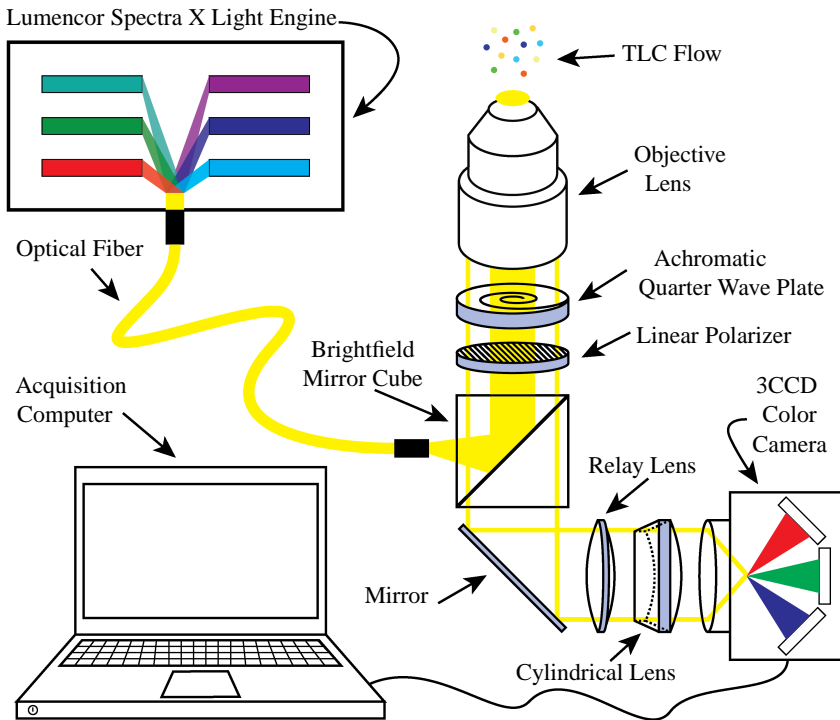 Lumencor Spectra X Light Engine
TLC Flow
Objective
Lens
Optical Fiber
Achromatic
Quarter Wave Plate
Linear Polarizer
Brightfield
Mirror Cube
Acquisition
Computer
3CCD
Color
Camera
Relay Lens
Mirror
Cylindrical Lens